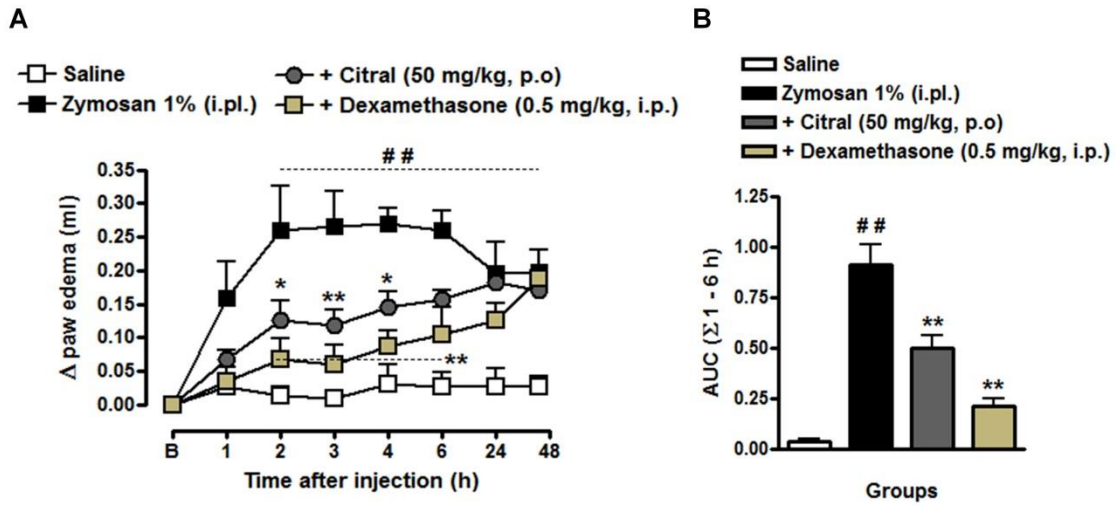 A
Saline
Zymosan 1% (i.pl.)
+ Citral (50 mg/kg, p.o)
+ Dexamethasone (0.5 mg/kg, i.p.)
# #
0.35
0.30
0.25
0.20
0.15
0.10
0.05
0.00
Δ paw edema (ml)
*
**
*
**
B 1 2 3 4 6 24 48
Time after injection (h)
B
Saline
Zymosan 1% (i.pl.)
+ Citral (50 mg/kg, p.o)
+ Dexamethasone (0.5 mg/kg, i.p.)
1.25
1.00
0.75
0.50
0.25
0.00
AUC (Σ 1 - 6 h)
# #
**
**
Groups